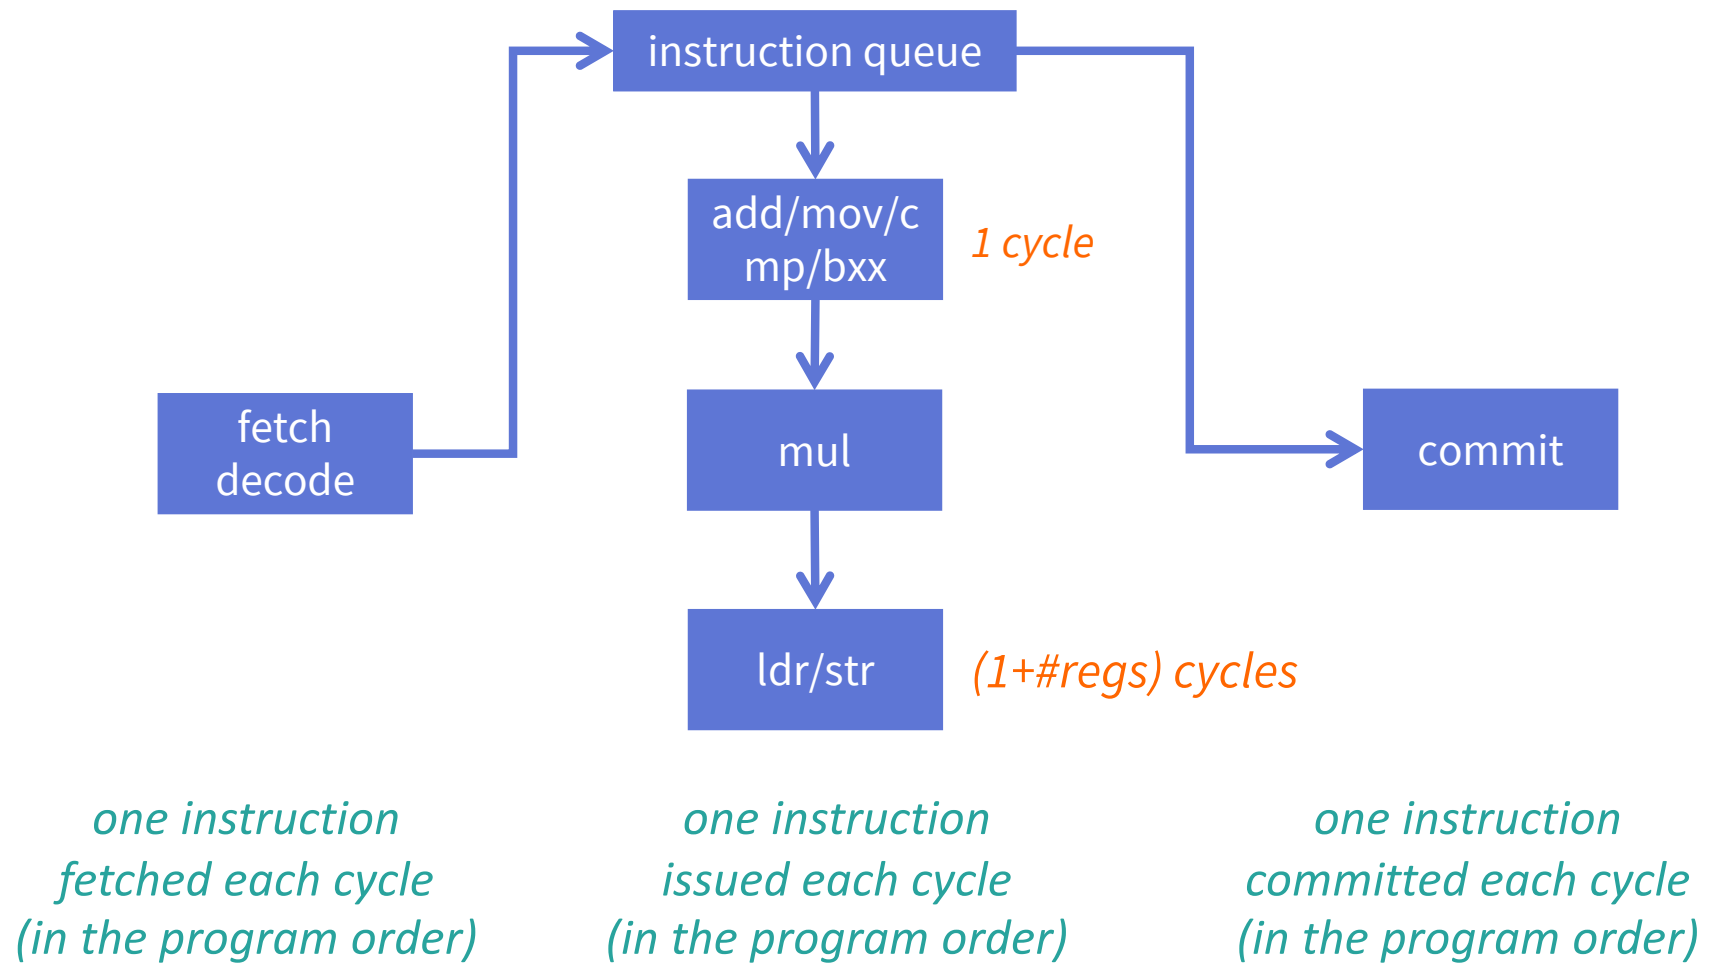 instruction queue
add/mov/c
mp/bxx
1 cycle
fetch
decode
mul
commit
ldr/str
(1+#regs) cycles
one instruction
fetched each cycle
(in the program order)
one instruction
issued each cycle
(in the program order)
one instruction
committed each cycle
(in the program order)